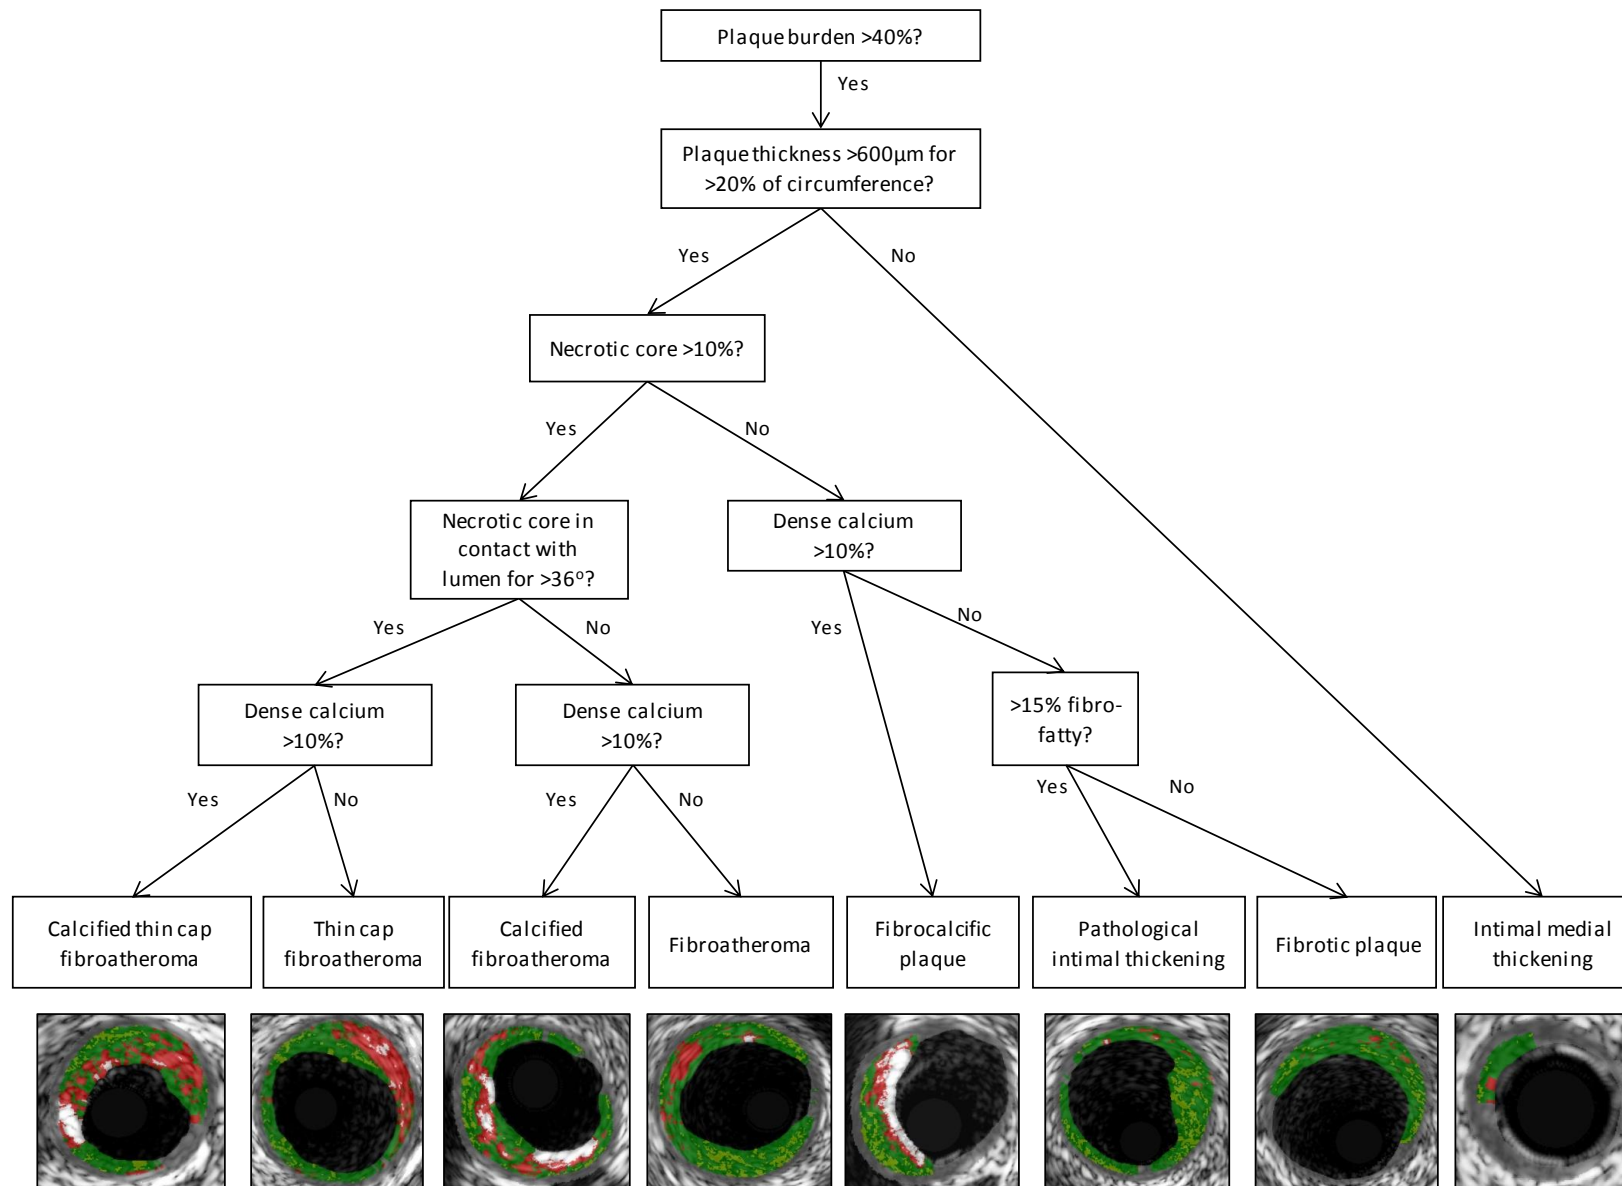 Plaque burden >40%?
Yes
Plaque thickness >600µm for
>20% of circumference?
Yes
No
Necrotic core >10%?
Yes
No
Necrotic core in
contact with
lumen for >36º?
Dense calcium
>10%?
Yes
No
Yes
No
Dense calcium
>10%?
Dense calcium
>10%?
>15% fibro-
fatty?
Yes
No
Yes
No
Yes
No
Calcified thin cap
fibroatheroma
Thin cap
fibroatheroma
Calcified
fibroatheroma
Fibroatheroma
Fibrocalcific
plaque
Pathological
intimal thickening
Fibrotic plaque
Intimal medial
thickening